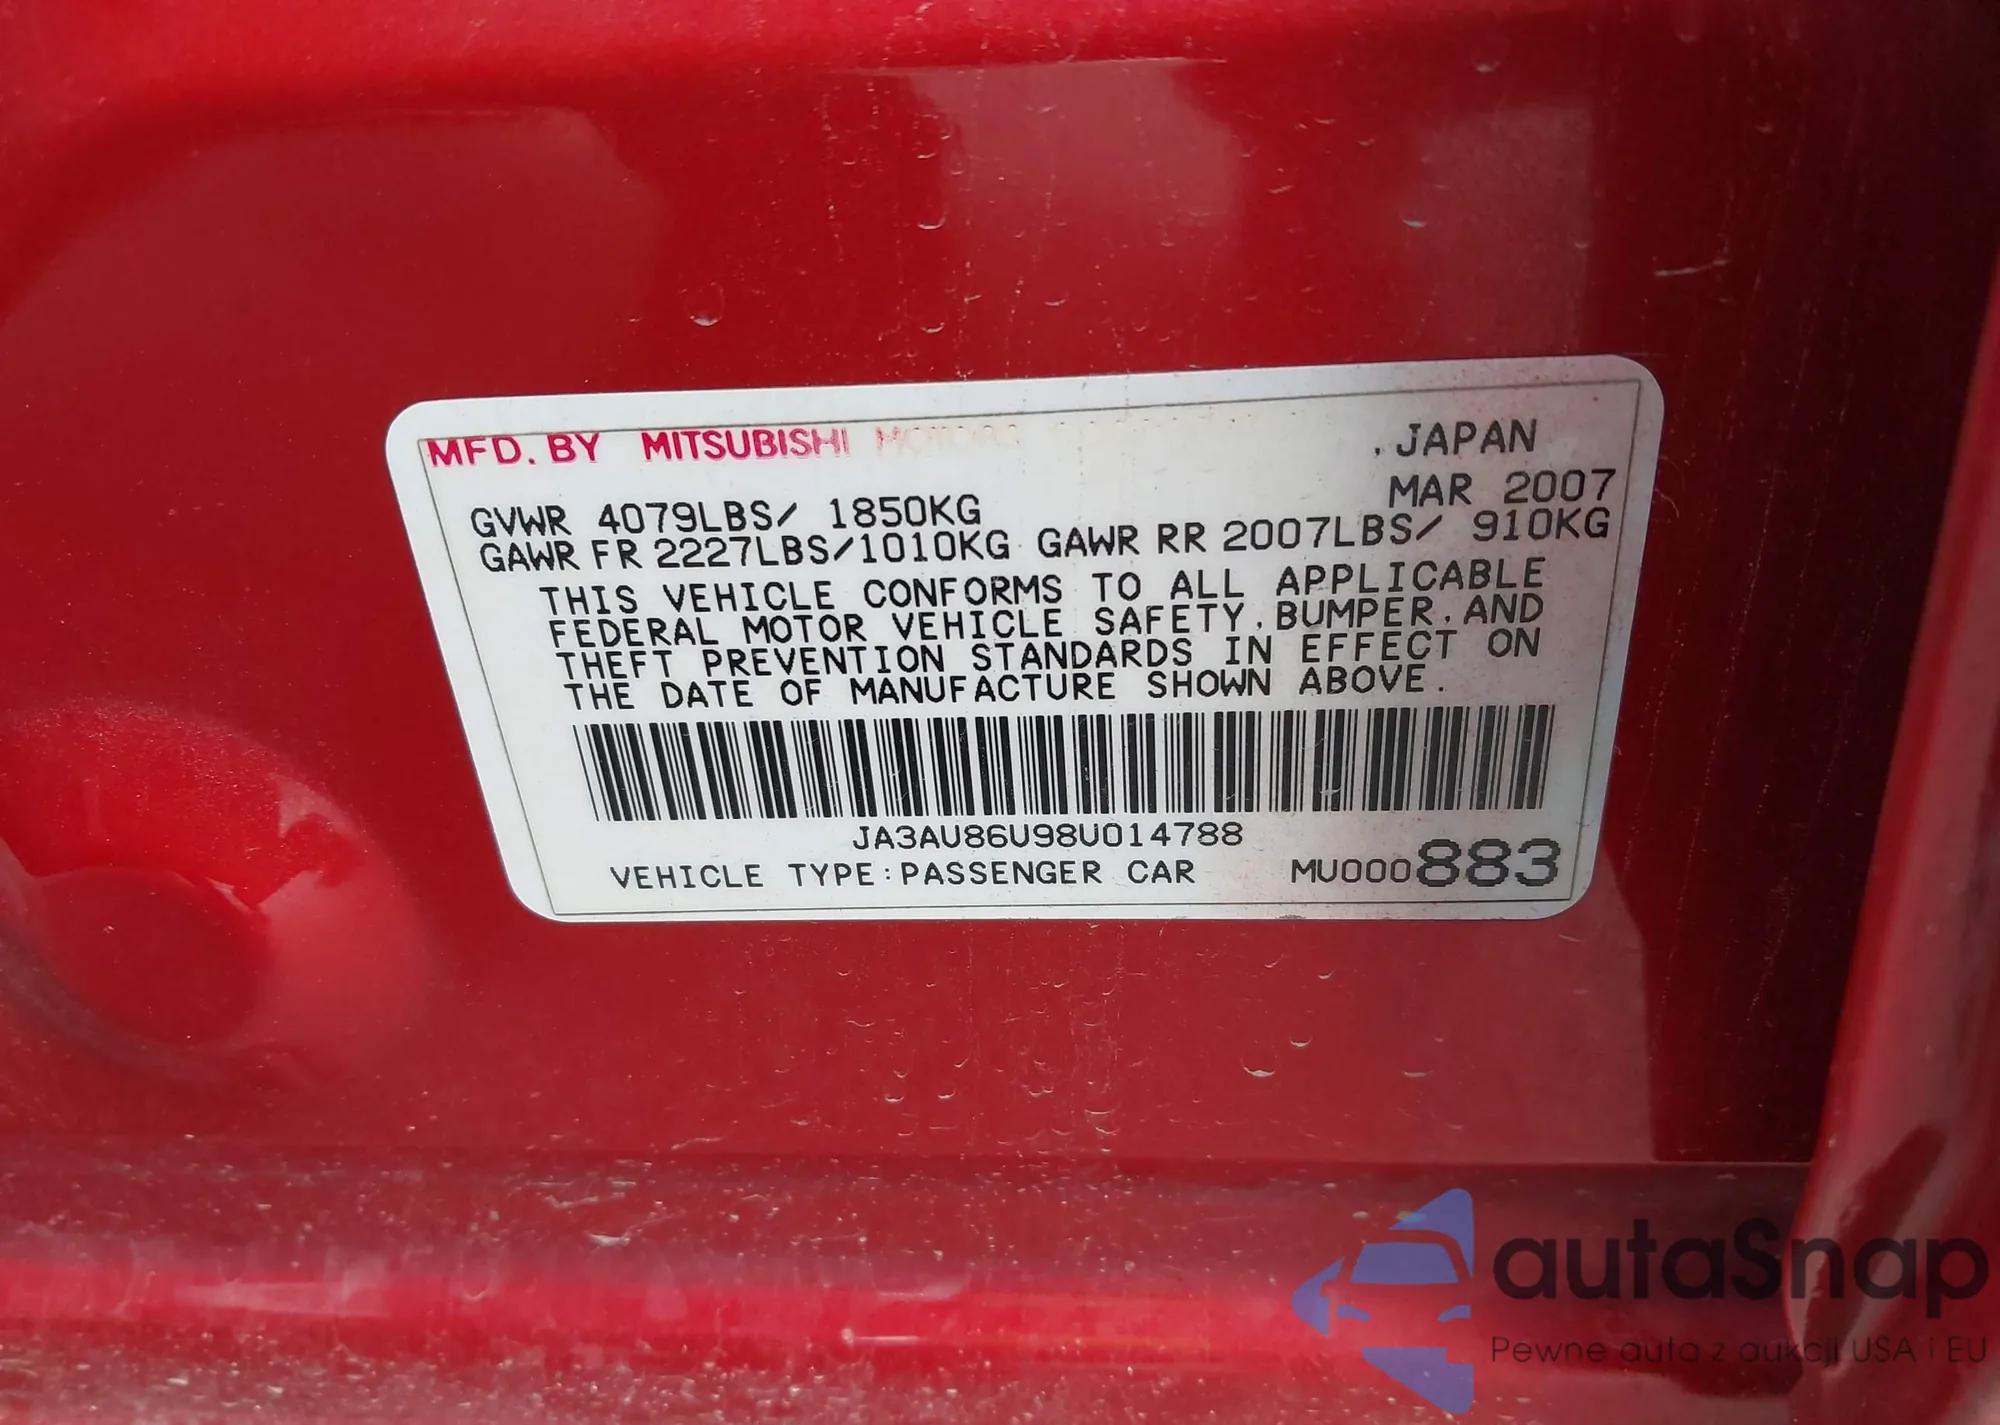 MFD. BY MITSUBISHI MOTORS , JAPAN
MAR 2007
GVWR 4079LBS/ 1850KG
GAWR FR 2227LBS/1010KG GAWR RR 2007LBS/ 910KG
THIS VEHICLE CONFORMS TO ALL APPLICABLE
FEDERAL MOTOR VEHICLE SAFETY, BUMPER, AND
THEFT PREVENTION STANDARDS IN EFFECT ON
THE DATE OF MANUFACTURE SHOWN ABOVE.
JA3AU86U98U014788
VEHICLE TYPE:PASSENGER CAR MU000883
autaSnap
Pewne auta z aukcji USA i EU